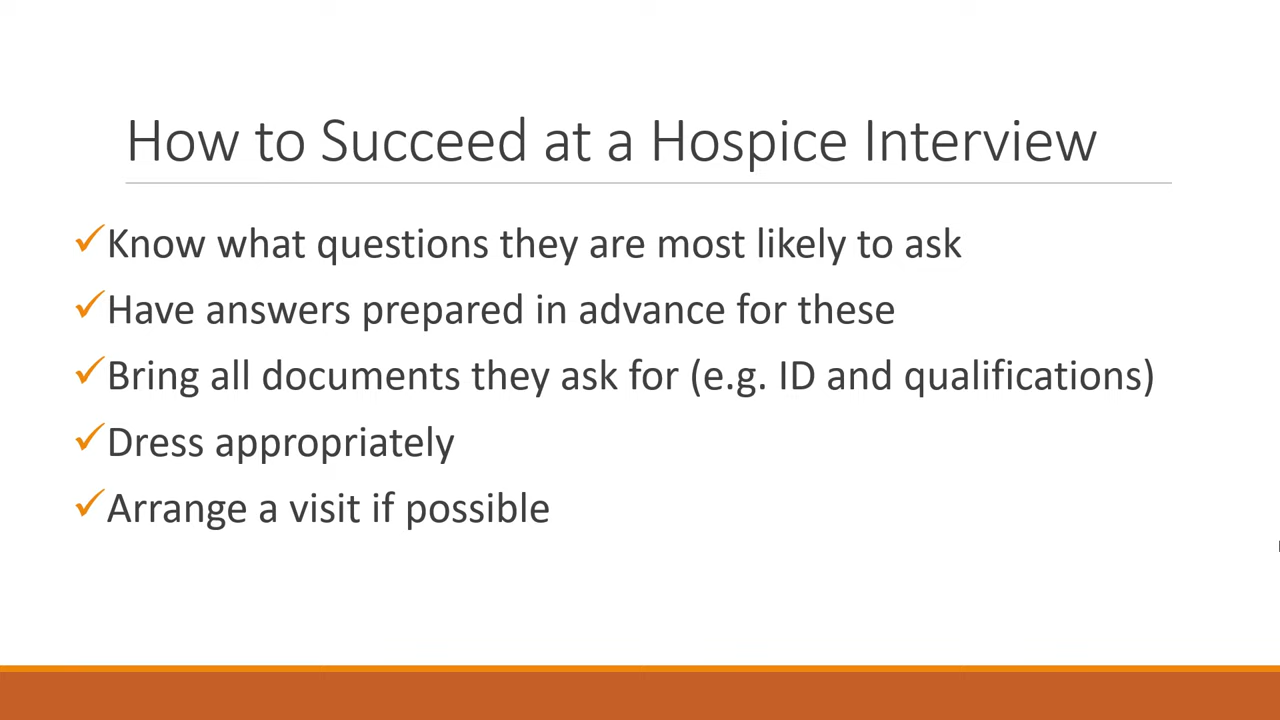 How to Succeed at a Hospice Interview
✓Know what questions they are most likely to ask
✓Have answers prepared in advance for these
✓Bring all documents they ask for (e.g. ID and qualifications)
✓Dress appropriately
✓Arrange a visit if possible